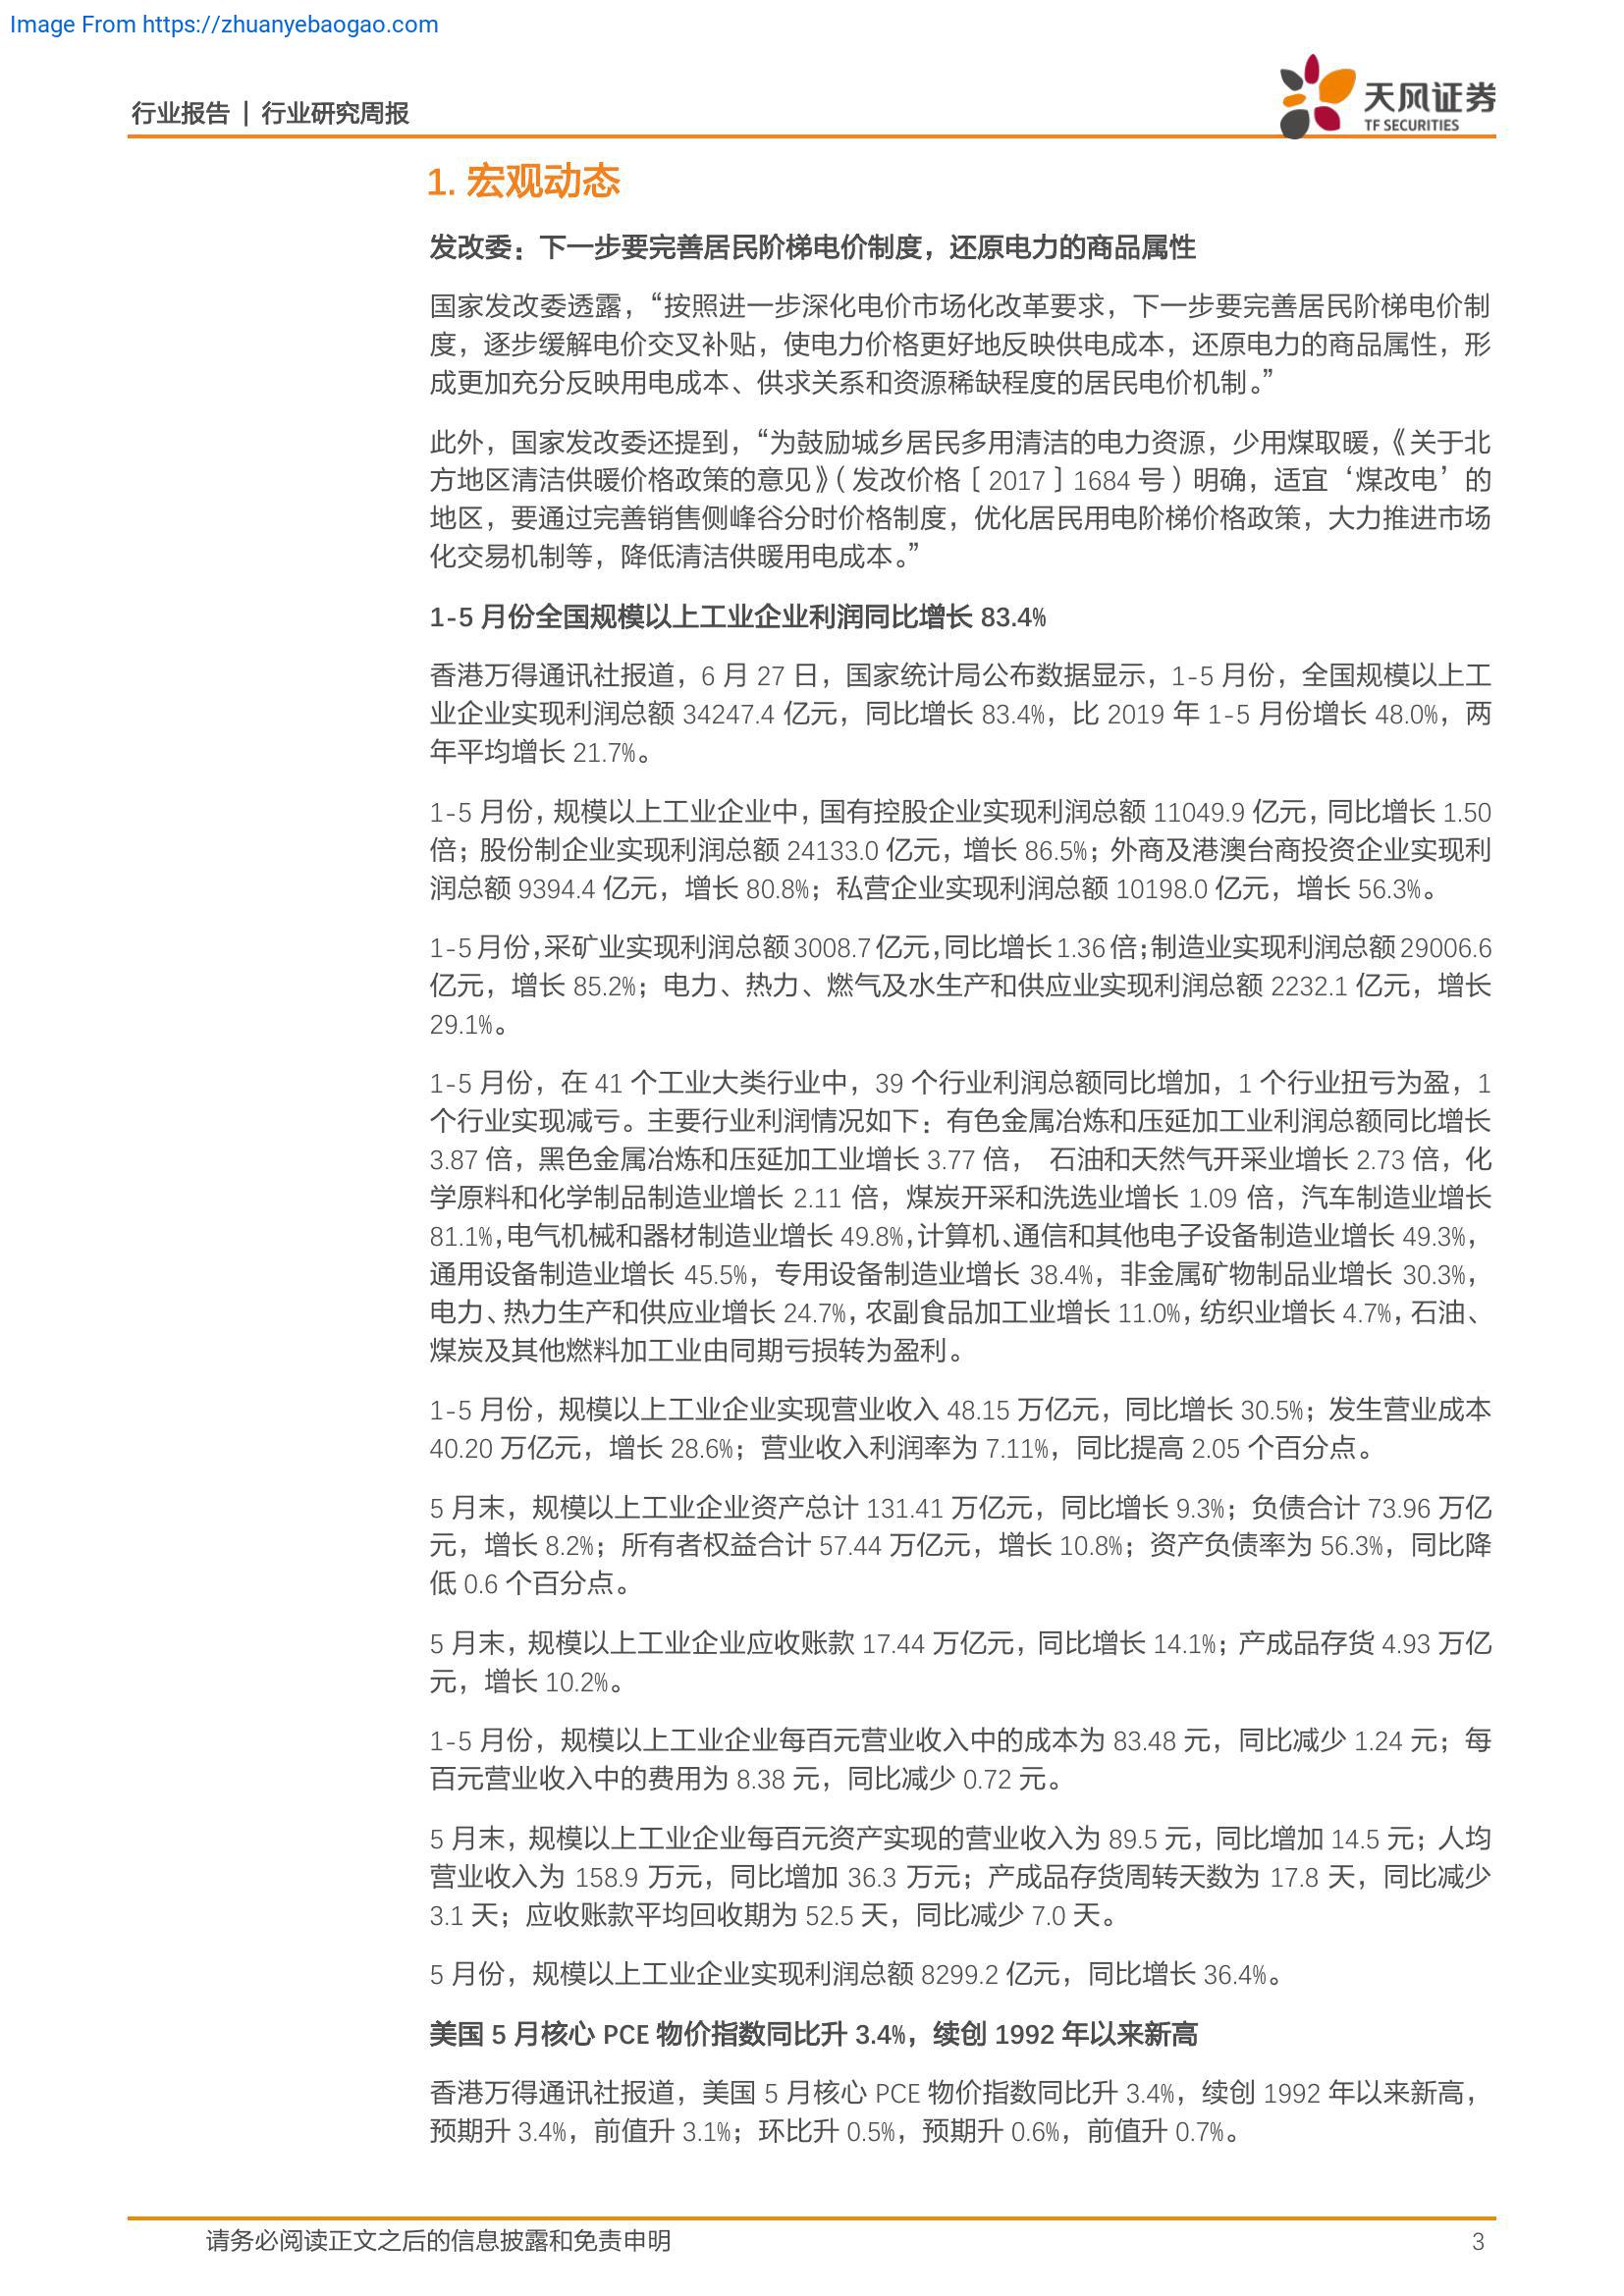 Image From https://zhuanyebaogao.com
行业报告 | 行业研究周报
天风证券
TF SECURITIES
1. 宏观动态
发改委：下一步要完善居民阶梯电价制度，还原电力的商品属性
国家发改委透露，“按照进一步深化电价市场化改革要求，下一步要完善居民阶梯电价制
度，逐步缓解电价交叉补贴，使电力价格更好地反映供电成本，还原电力的商品属性，形
成更加充分反映用电成本、供求关系和资源稀缺程度的居民电价机制。”
此外，国家发改委还提到，“为鼓励城乡居民多用清洁的电力资源，少用煤取暖，《关于北
方地区清洁供暖价格政策的意见》（发改价格［2017］1684 号）明确，适宜‘煤改电’的
地区，要通过完善销售侧峰谷分时价格制度，优化居民用电阶梯价格政策，大力推进市场
化交易机制等，降低清洁供暖用电成本。”
1-5 月份全国规模以上工业企业利润同比增长 83.4%
香港万得通讯社报道，6 月 27 日，国家统计局公布数据显示，1-5 月份，全国规模以上工
业企业实现利润总额 34247.4 亿元，同比增长 83.4%，比 2019 年 1-5 月份增长 48.0%，两
年平均增长 21.7%。
1-5 月份，规模以上工业企业中，国有控股企业实现利润总额 11049.9 亿元，同比增长 1.50
倍；股份制企业实现利润总额 24133.0 亿元，增长 86.5%；外商及港澳台商投资企业实现利
润总额 9394.4 亿元，增长 80.8%；私营企业实现利润总额 10198.0 亿元，增长 56.3%。
1-5 月份，采矿业实现利润总额 3008.7 亿元，同比增长 1.36 倍；制造业实现利润总额 29006.6
亿元，增长 85.2%；电力、热力、燃气及水生产和供应业实现利润总额 2232.1 亿元，增长
29.1%。
1-5 月份，在 41 个工业大类行业中，39 个行业利润总额同比增加，1 个行业扭亏为盈，1
个行业实现减亏。主要行业利润情况如下：有色金属冶炼和压延加工业利润总额同比增长
3.87 倍，黑色金属冶炼和压延加工业增长 3.77 倍， 石油和天然气开采业增长 2.73 倍，化
学原料和化学制品制造业增长 2.11 倍，煤炭开采和洗选业增长 1.09 倍，汽车制造业增长
81.1%，电气机械和器材制造业增长 49.8%，计算机、通信和其他电子设备制造业增长 49.3%，
通用设备制造业增长 45.5%，专用设备制造业增长 38.4%，非金属矿物制品业增长 30.3%，
电力、热力生产和供应业增长 24.7%，农副食品加工业增长 11.0%，纺织业增长 4.7%，石油、
煤炭及其他燃料加工业由同期亏损转为盈利。
1-5 月份，规模以上工业企业实现营业收入 48.15 万亿元，同比增长 30.5%；发生营业成本
40.20 万亿元，增长 28.6%；营业收入利润率为 7.11%，同比提高 2.05 个百分点。
5 月末，规模以上工业企业资产总计 131.41 万亿元，同比增长 9.3%；负债合计 73.96 万亿
元，增长 8.2%；所有者权益合计 57.44 万亿元，增长 10.8%；资产负债率为 56.3%，同比降
低 0.6 个百分点。
5 月末，规模以上工业企业应收账款 17.44 万亿元，同比增长 14.1%；产成品存货 4.93 万亿
元，增长 10.2%。
1-5 月份，规模以上工业企业每百元营业收入中的成本为 83.48 元，同比减少 1.24 元；每
百元营业收入中的费用为 8.38 元，同比减少 0.72 元。
5 月末，规模以上工业企业每百元资产实现的营业收入为 89.5 元，同比增加 14.5 元；人均
营业收入为 158.9 万元，同比增加 36.3 万元；产成品存货周转天数为 17.8 天，同比减少
3.1 天；应收账款平均回收期为 52.5 天，同比减少 7.0 天。
5 月份，规模以上工业企业实现利润总额 8299.2 亿元，同比增长 36.4%。
美国 5 月核心 PCE 物价指数同比升 3.4%，续创 1992 年以来新高
香港万得通讯社报道，美国 5 月核心 PCE 物价指数同比升 3.4%，续创 1992 年以来新高，
预期升 3.4%，前值升 3.1%；环比升 0.5%，预期升 0.6%，前值升 0.7%。
请务必阅读正文之后的信息披露和免责申明
3